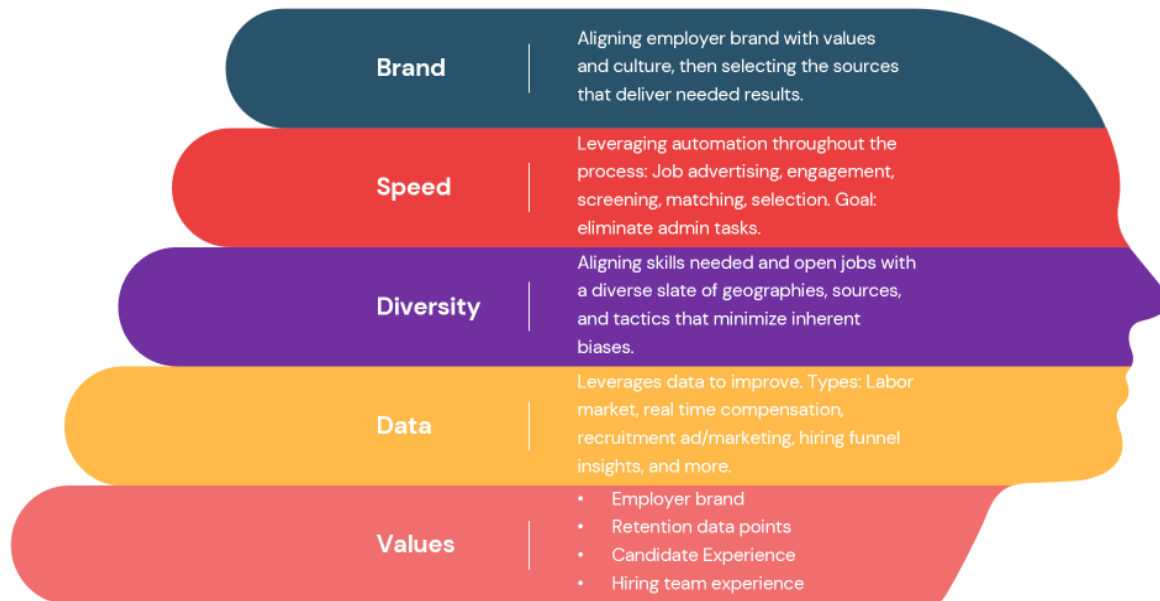 Brand
Aligning employer brand with values
and culture, then selecting the sources
that deliver needed results.
Speed
Leveraging automation throughout the
process: Job advertising, engagement,
screening, matching, selection. Goal:
eliminate admin tasks.
Diversity
Aligning skills needed and open jobs with
a diverse slate of geographies, sources,
and tactics that minimize inherent
biases.
Data
Leverages data to improve. Types: Labor
market, real time compensation,
recruitment ad/marketing, hiring funnel
insights, and more.
Values
• Employer brand
• Retention data points
• Candidate Experience
• Hiring team experience